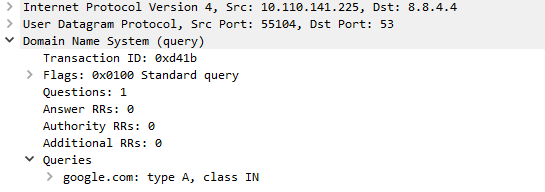 Internet Protocol Version 4, Src: 10.110.141.225, Dst: 8.8.4.4
User Datagram Protocol, Src Port: 55104, Dst Port: 53
Domain Name System (query)
Transaction ID: 0xd41b
Flags: 0x0100 Standard query
Questions: 1
Answer RRs: 0
Authority RRs: 0
Additional RRs: 0
Queries
google.com: type A, class IN